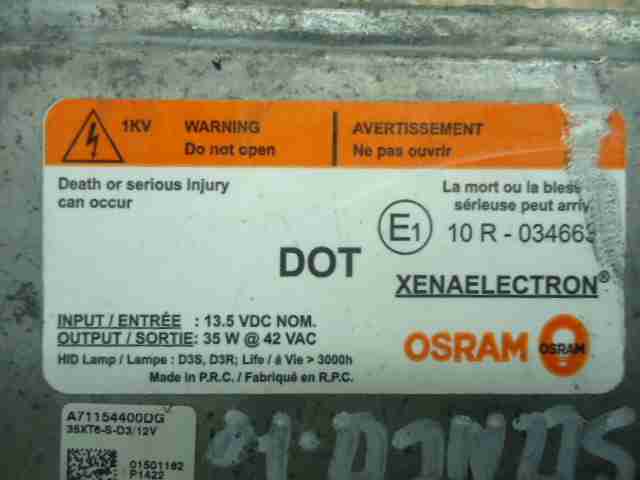 1KV WARNING AVERTISSEMENT
Do not open Ne pas ouvrir
Death or serious injury
can occur
La mort ou la bless
sérieuse peut arriv
E1 10 R - 034663
DOT
XENAELECTRON®
INPUT / ENTRÉE : 13.5 VDC NOM.
OUTPUT / SORTIE: 35 W @ 42 VAC
HID Lamp / Lampe : D3S, D3R; Life / á Vie > 3000h
Made in P.R.C. / Fabriqué en R.P.C.
OSRAM OSRAM
A71154400DG
35XT6-S-D3/12V
01501162
P1422